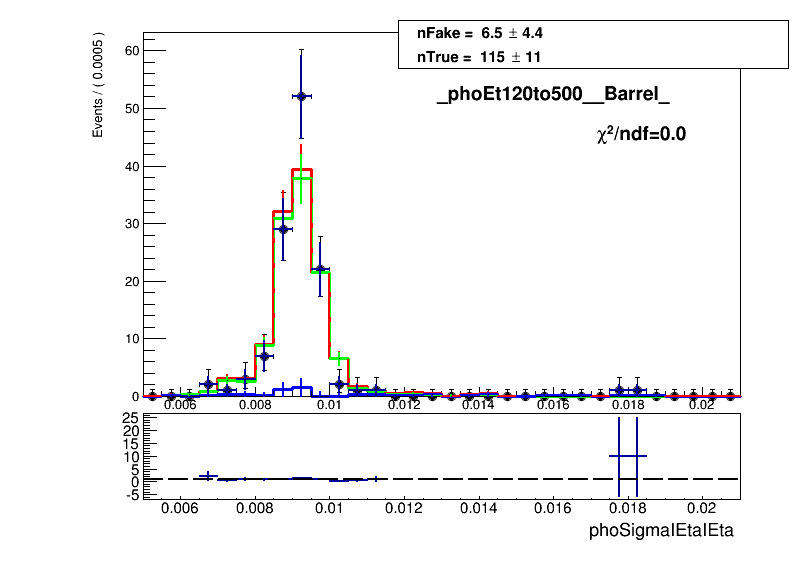 nFake = 6.5 ± 4.4
nTrue = 115 ± 11
_phoEt120to500__Barrel_
χ²/ndf=0.0
Events / ( 0.0005 )
60
50
40
30
20
10
0
0.006 0.008 0.01 0.012 0.014 0.016 0.018 0.02
25
20
15
10
5
0
-5
0.006 0.008 0.01 0.012 0.014 0.016 0.018 0.02
phoSigmaIEtaIEta